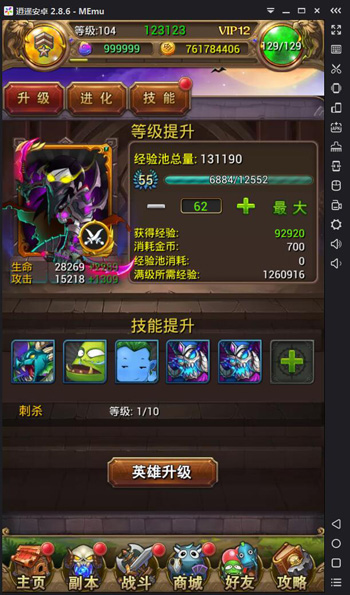 逍遥安卓 2.8.6 - MEmu
等级:104 123123 VIP12
999999 761784406 129/129
升级 进化 技能
等级提升
经验池总量: 131190
55 6884/12552
62 最大
获得经验: 92920
消耗金币: 700
经验池消耗: 0
满级所需经验: 1260916
生命 28269
攻击 15218 +1309
技能提升
刺杀 等级: 1/10
英雄升级
主页 副本 战斗 商城 好友 攻略